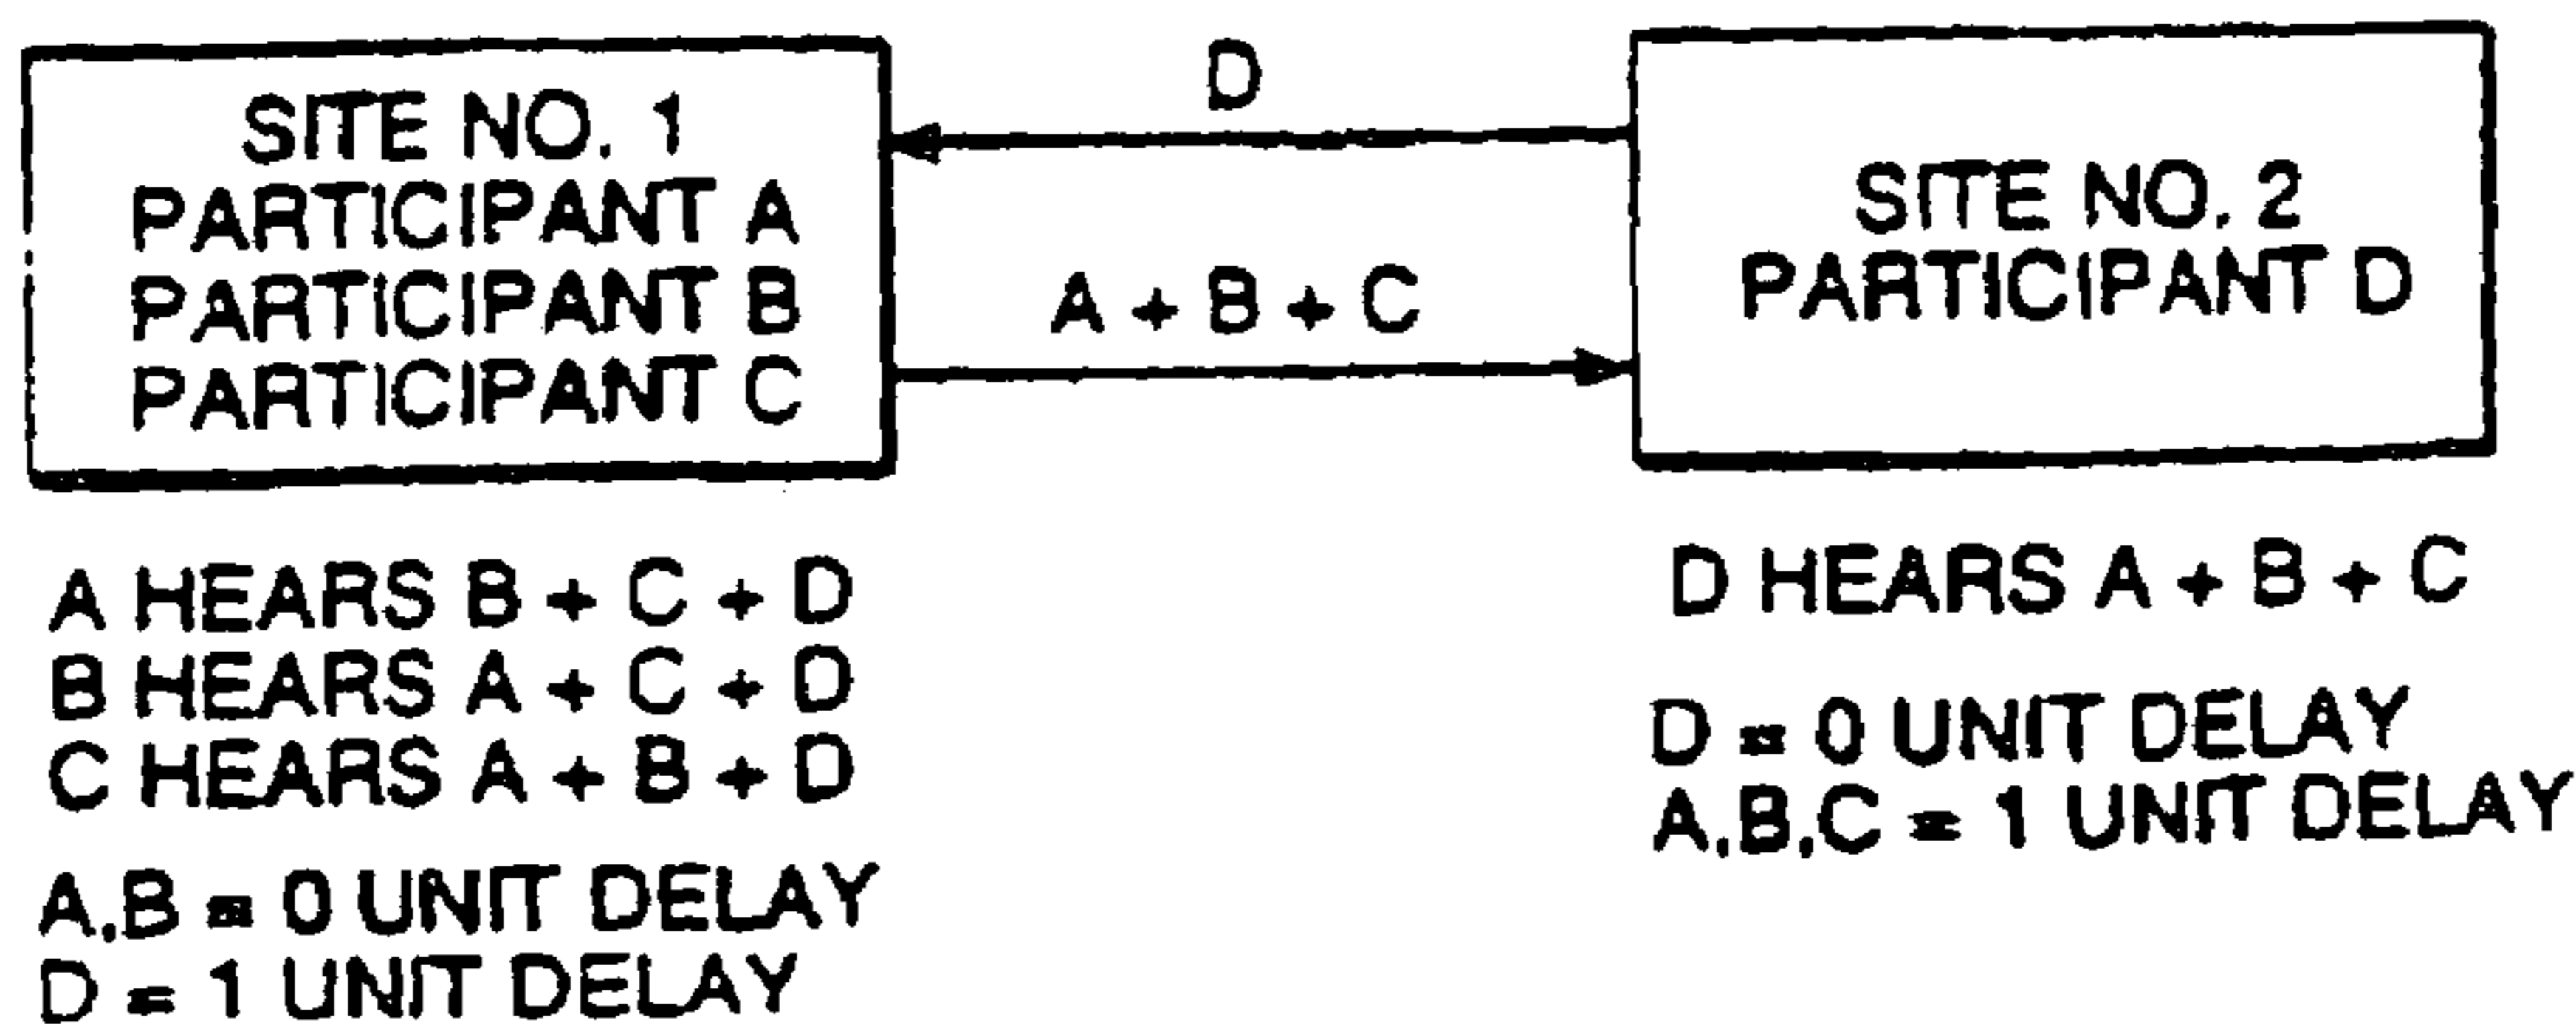 SITE NO. 1
PARTICIPANT A
PARTICIPANT B
PARTICIPANT C
D
A + B + C
SITE NO. 2
PARTICIPANT D
A HEARS B + C + D
B HEARS A + C + D
C HEARS A + B + D
A,B = 0 UNIT DELAY
D = 1 UNIT DELAY
D HEARS A + B + C
D = 0 UNIT DELAY
A,B,C = 1 UNIT DELAY